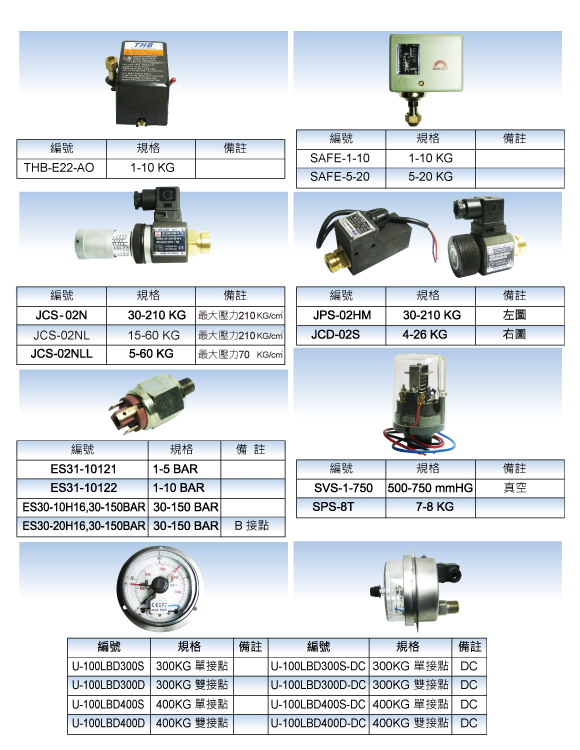 THB
編號 規格 備註
THB-E22-AO 1-10 KG
編號 規格 備註
SAFE-1-10 1-10 KG
SAFE-5-20 5-20 KG
編號 規格 備註
JCS-02N 30-210 KG 最大壓力210 KG/cm²
JCS-02NL 15-60 KG 最大壓力210 KG/cm²
JCS-02NLL 5-60 KG 最大壓力70 KG/cm²
編號 規格 備註
JPS-02HM 30-210 KG 左圖
JCD-02S 4-26 KG 右圖
編號 規格 備 註
ES31-10121 1-5 BAR
ES31-10122 1-10 BAR
ES30-10H16,30-150BAR 30-150 BAR
ES30-20H16,30-150BAR 30-150 BAR B 接點
編號 規格 備註
SVS-1-750 500-750 mmHG 真空
SPS-8T 7-8 KG
編號 規格 備註 編號 規格 備註
U-100LBD300S 300KG 單接點 U-100LBD300S-DC 300KG 單接點 DC
U-100LBD300D 300KG 雙接點 U-100LBD300D-DC 300KG 雙接點 DC
U-100LBD400S 400KG 單接點 U-100LBD400S-DC 400KG 單接點 DC
U-100LBD400D 400KG 雙接點 U-100LBD400D-DC 400KG 雙接點 DC